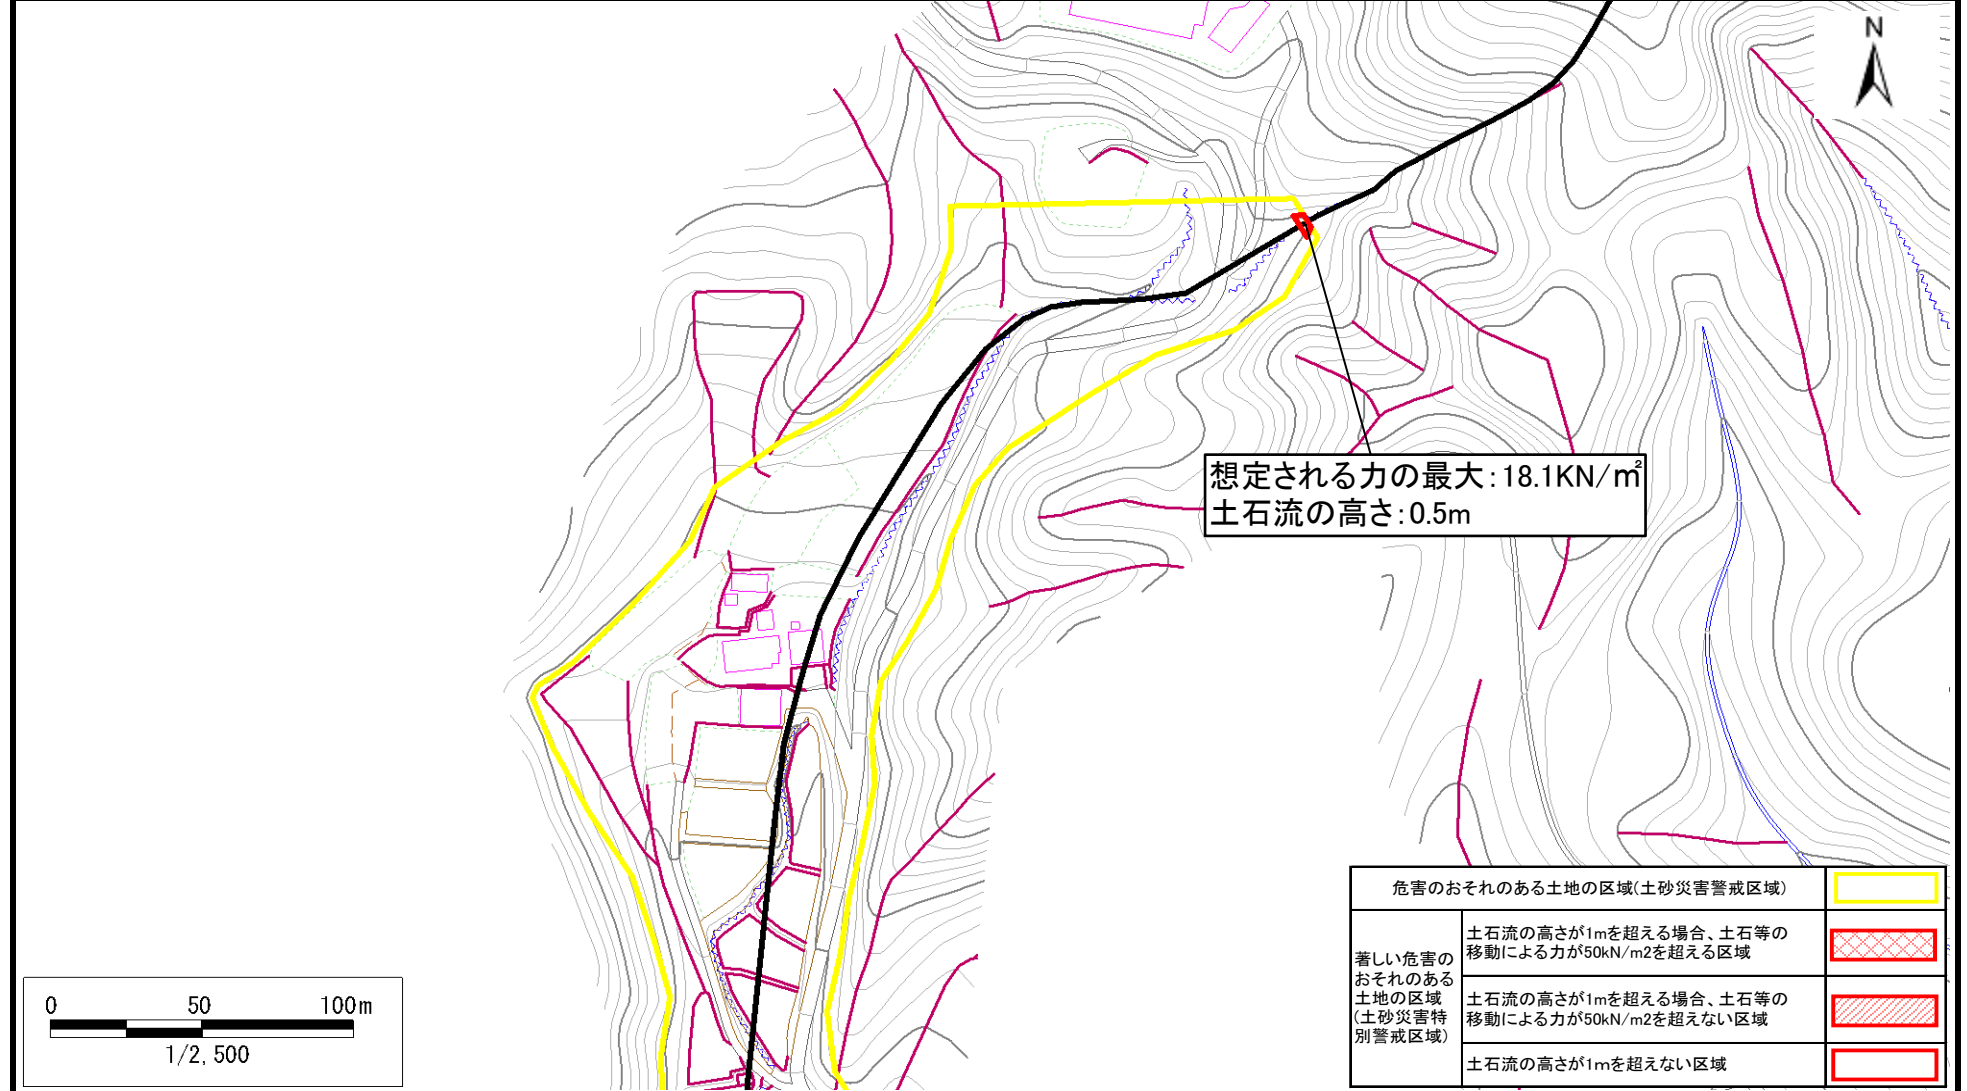 N
想定される力の最大:18.1KN/㎡
土石流の高さ:0.5m
危害のおそれのある土地の区域(土砂災害警戒区域)
著しい危害の
おそれのある
土地の区域
(土砂災害特
別警戒区域)
土石流の高さが1mを超える場合、土石等の
移動による力が50kN/m2を超える区域
土石流の高さが1mを超える場合、土石等の
移動による力が50kN/m2を超えない区域
土石流の高さが1mを超えない区域
0 50 100m
1/2,500